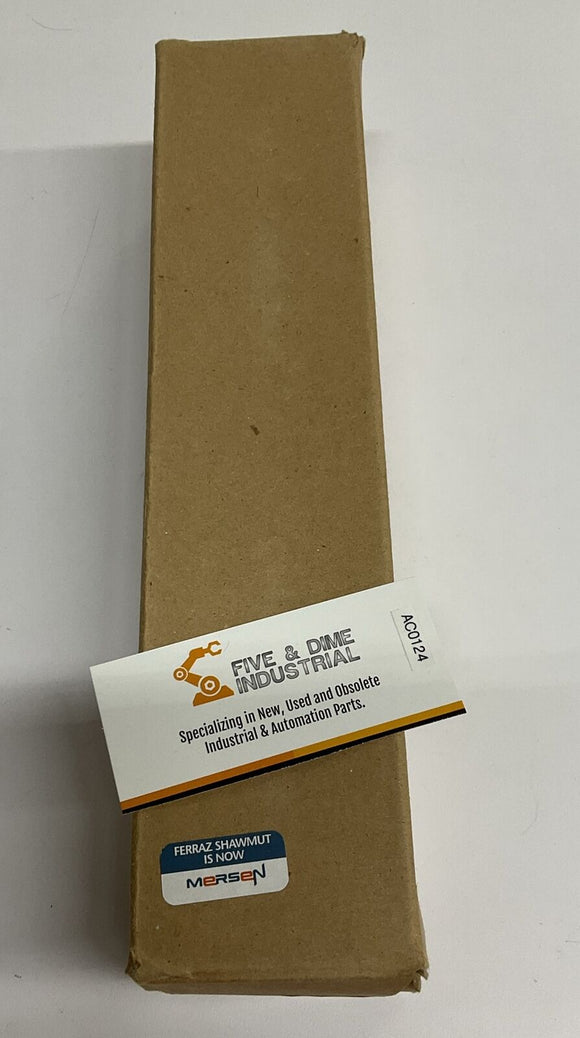 FIVE & DIME
INDUSTRIAL
Specializing in New, Used and Obsolete
Industrial & Automation Parts.
AC0124
FERRAZ SHAWMUT
IS NOW
MERSEN